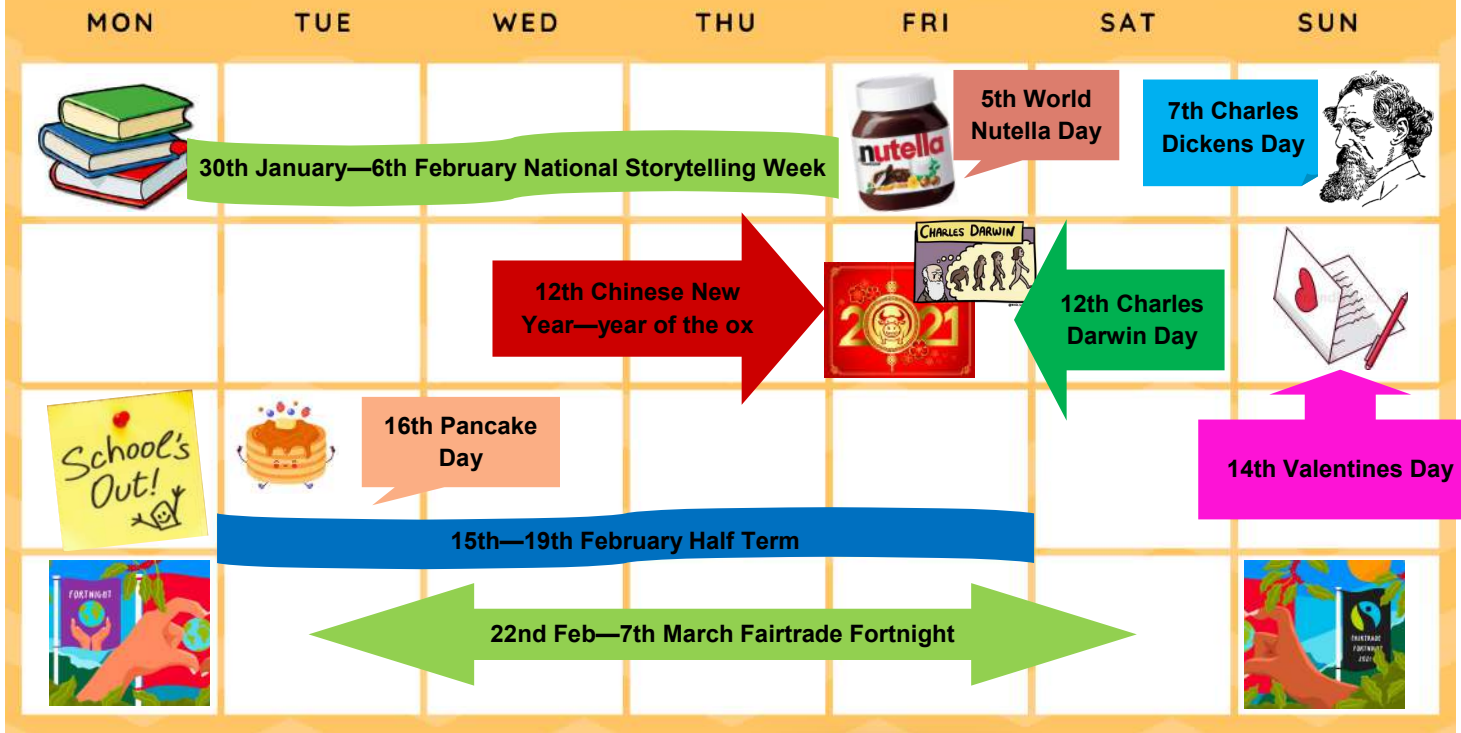 MON TUE WED THU FRI SAT SUN
nutella
5th World
Nutella Day
7th Charles
Dickens Day
30th January—6th February National Storytelling Week
CHARLES DARWIN
12th Chinese New
Year—year of the ox
2021
12th Charles
Darwin Day
School's
Out!
16th Pancake
Day
14th Valentines Day
15th—19th February Half Term
FORTNIGHT
22nd Feb—7th March Fairtrade Fortnight
FAIRTRADE
FORTNIGHT
2021